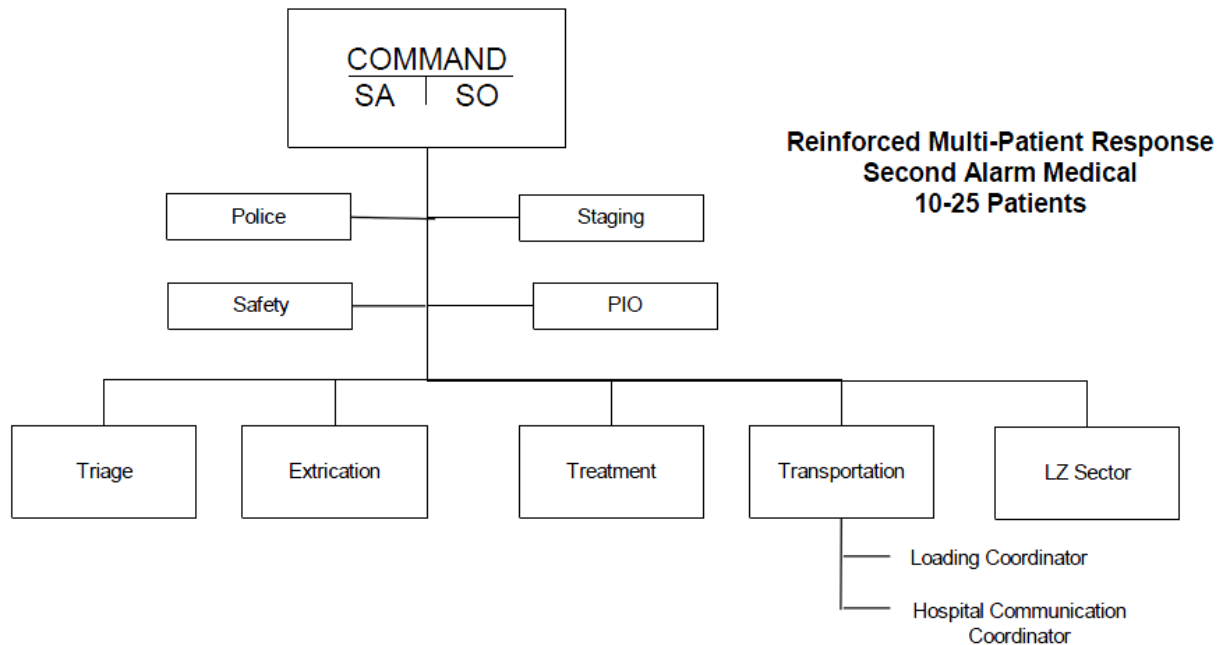 COMMAND
SA SO
Reinforced Multi-Patient Response
Second Alarm Medical
10-25 Patients
Police
Staging
Safety
PIO
Triage
Extrication
Treatment
Transportation
LZ Sector
Loading Coordinator
Hospital Communication
Coordinator